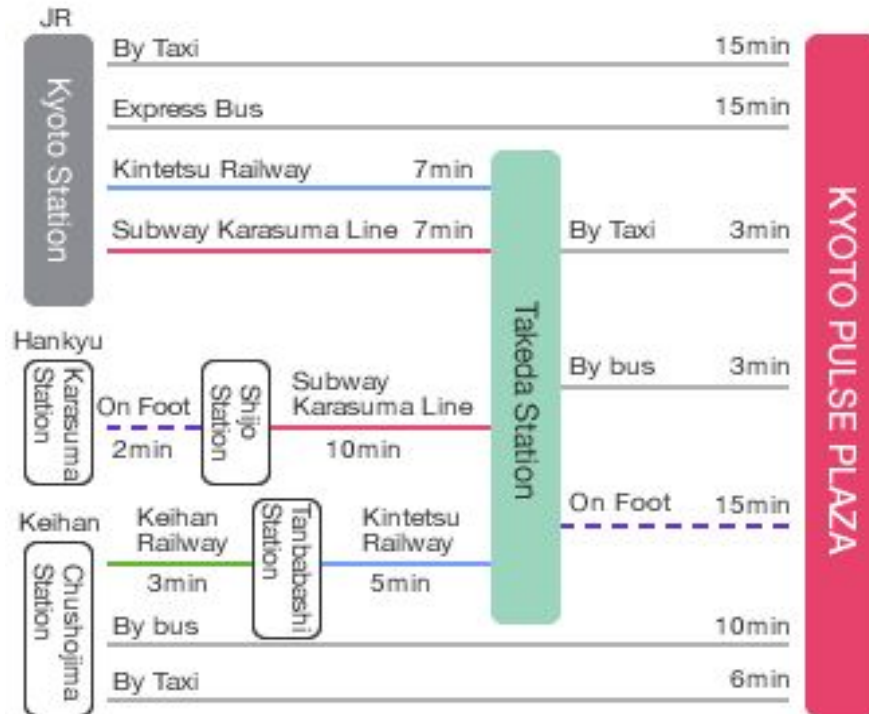 JR
Kyoto Station
By Taxi 15min
Express Bus 15min
Kintetsu Railway 7min
Subway Karasuma Line 7min
Takeda Station
By Taxi 3min
By bus 3min
On Foot 15min
KYOTO PULSE PLAZA
Hankyu
Karasuma
Station
On Foot
2min
Shijo
Station
Subway
Karasuma Line
10min
Keihan
Chushojima
Station
Keihan
Railway
3min
Tanbabashi
Station
Kintetsu
Railway
5min
By bus 10min
By Taxi 6min